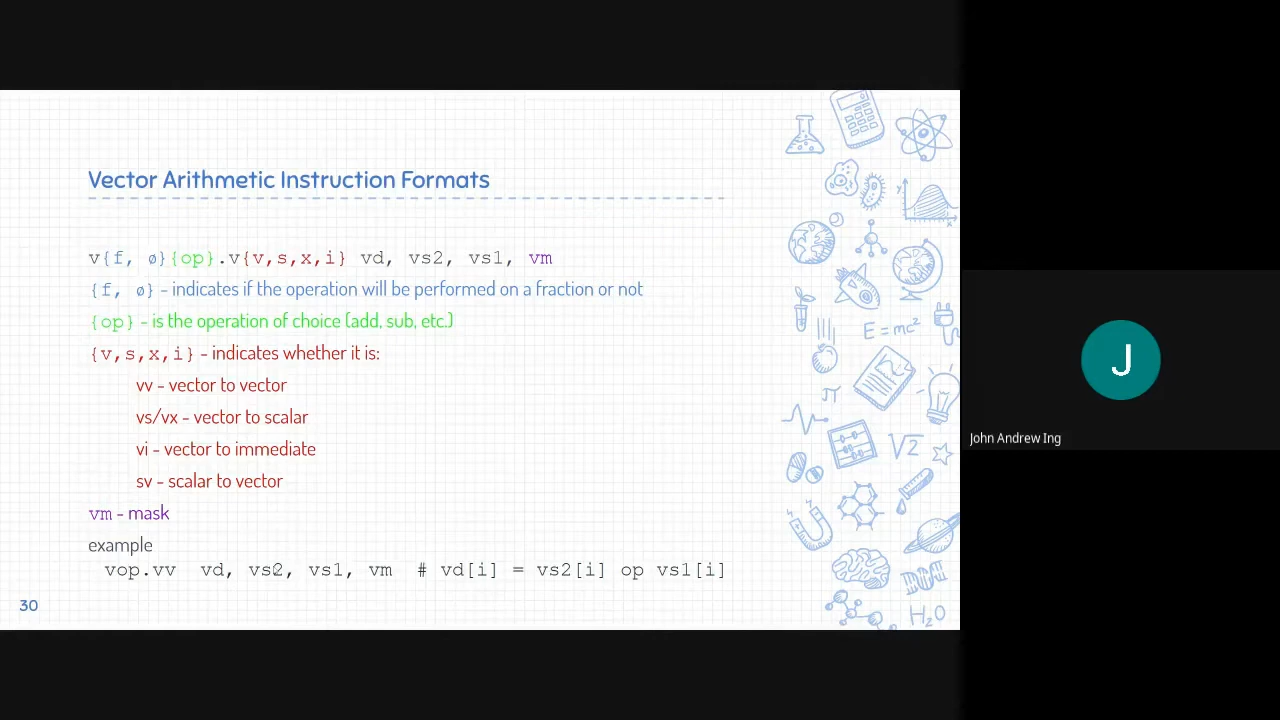 Vector Arithmetic Instruction Formats
v{f, ø}{op}.v{v,s,x,i} vd, vs2, vs1, vm
{f, ø} - indicates if the operation will be performed on a fraction or not
{op} - is the operation of choice (add, sub, etc.)
{v,s,x,i} - indicates whether it is:
vv - vector to vector
vs/vx - vector to scalar
vi - vector to immediate
sv - scalar to vector
vm - mask
example
vop.vv vd, vs2, vs1, vm # vd[i] = vs2[i] op vs1[i]
30
y
x
E = mc²
π
√2
H₂O
J
John Andrew Ing